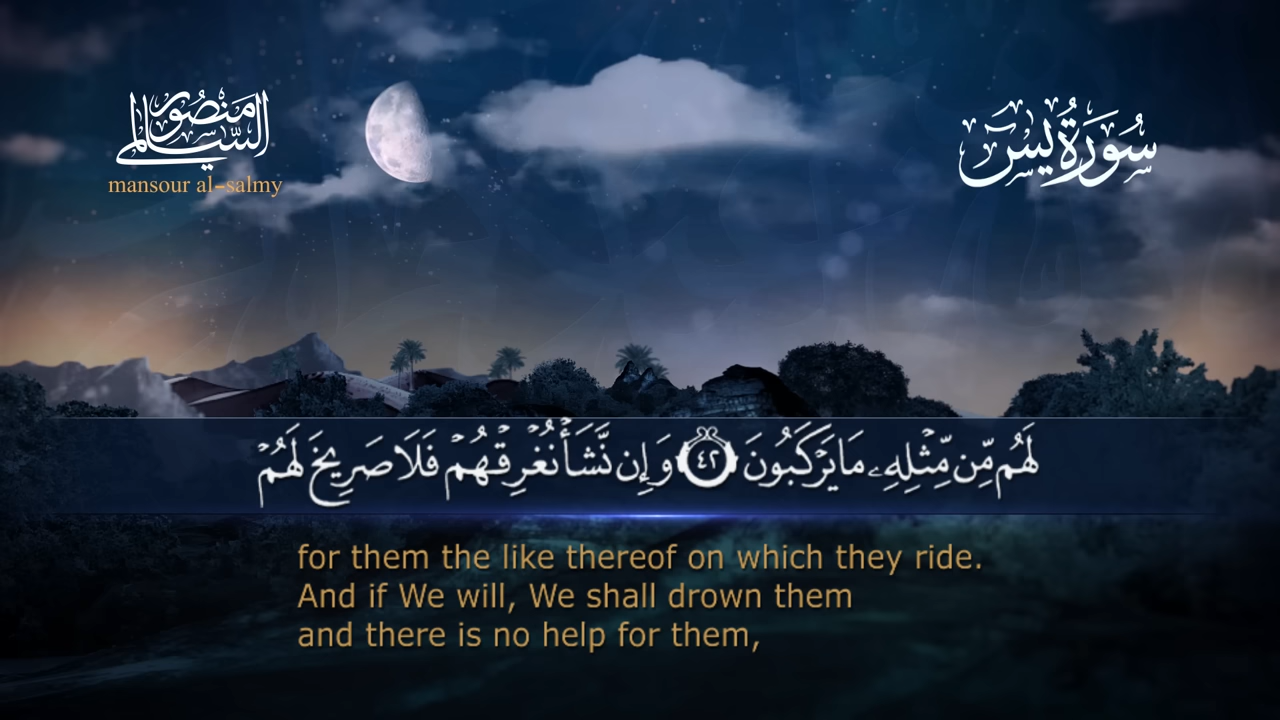 منصور السالمي
mansour al-salmy
سُورَةُ يسٓ
لَهُم مِّن مِّثْلِهِۦ مَا يَرْكَبُونَ ٤٢ وَإِن نَّشَأْ نُغْرِقْهُمْ فَلَا صَرِيخَ لَهُمْ
for them the like thereof on which they ride.
And if We will, We shall drown them
and there is no help for them,